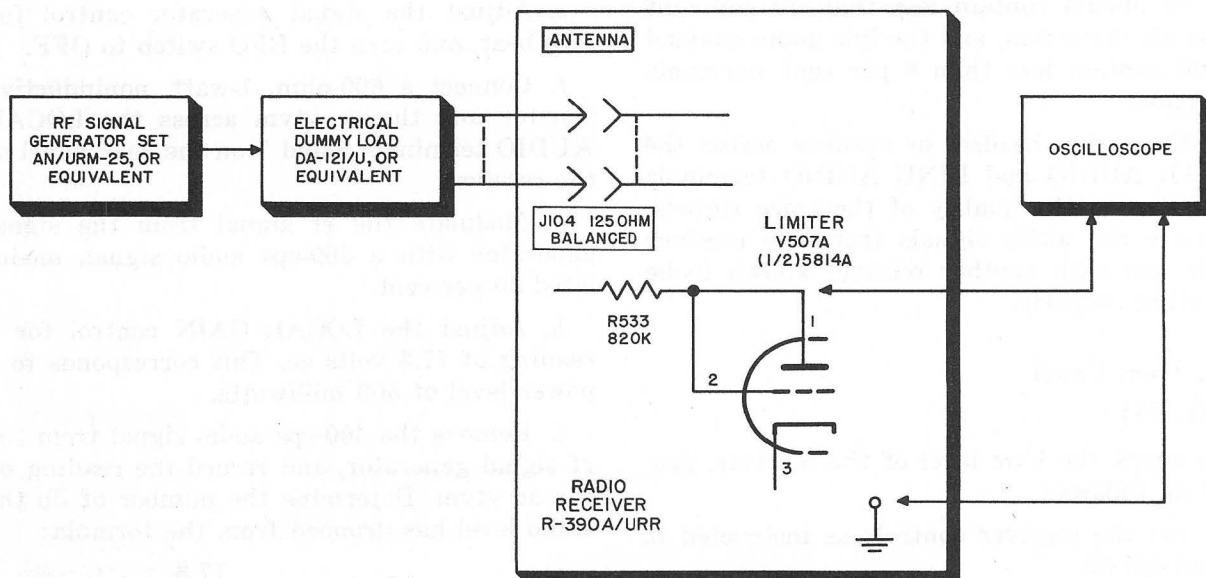 ANTENNA
RF SIGNAL
GENERATOR SET
AN/URM-25, OR
EQUIVALENT
ELECTRICAL
DUMMY LOAD
DA-121/U, OR
EQUIVALENT
OSCILLOSCOPE
J104 125 OHM
BALANCED
LIMITER
V507A
(1/2)5814A
R533
820K
1
2
3
RADIO
RECEIVER
R-390A/URR